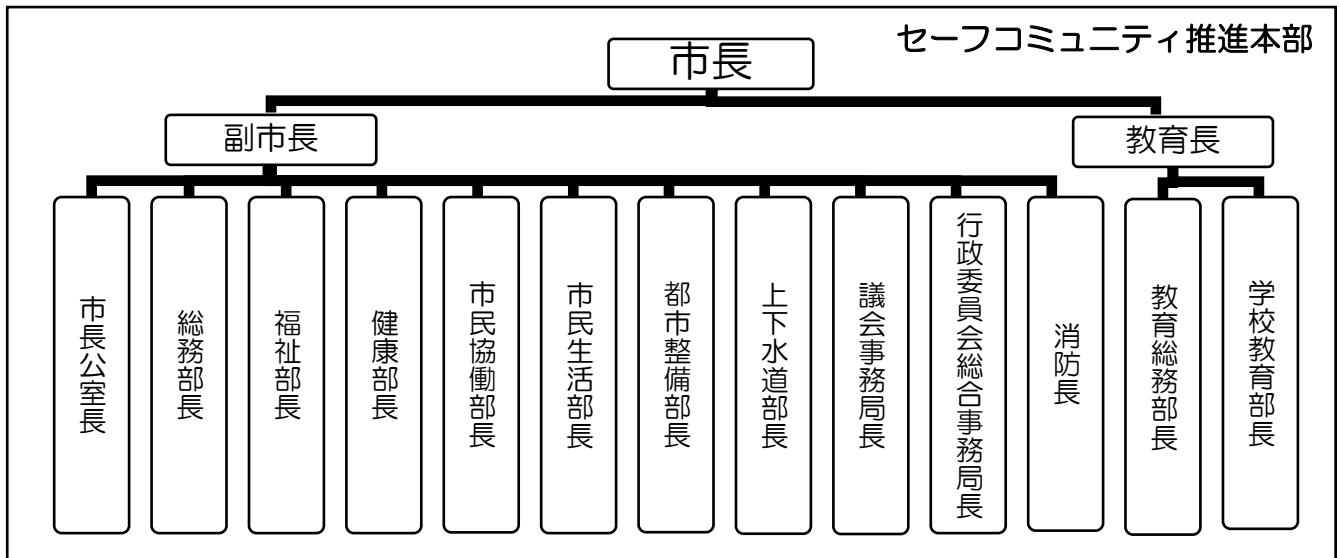 セーフコミュニティ推進本部
市長
副市長
教育長
市長公室長
総務部長
福祉部長
健康部長
市民協働部長
市民生活部長
都市整備部長
上下水道部長
議会事務局長
行政委員会総合事務局長
消防長
教育総務部長
学校教育部長